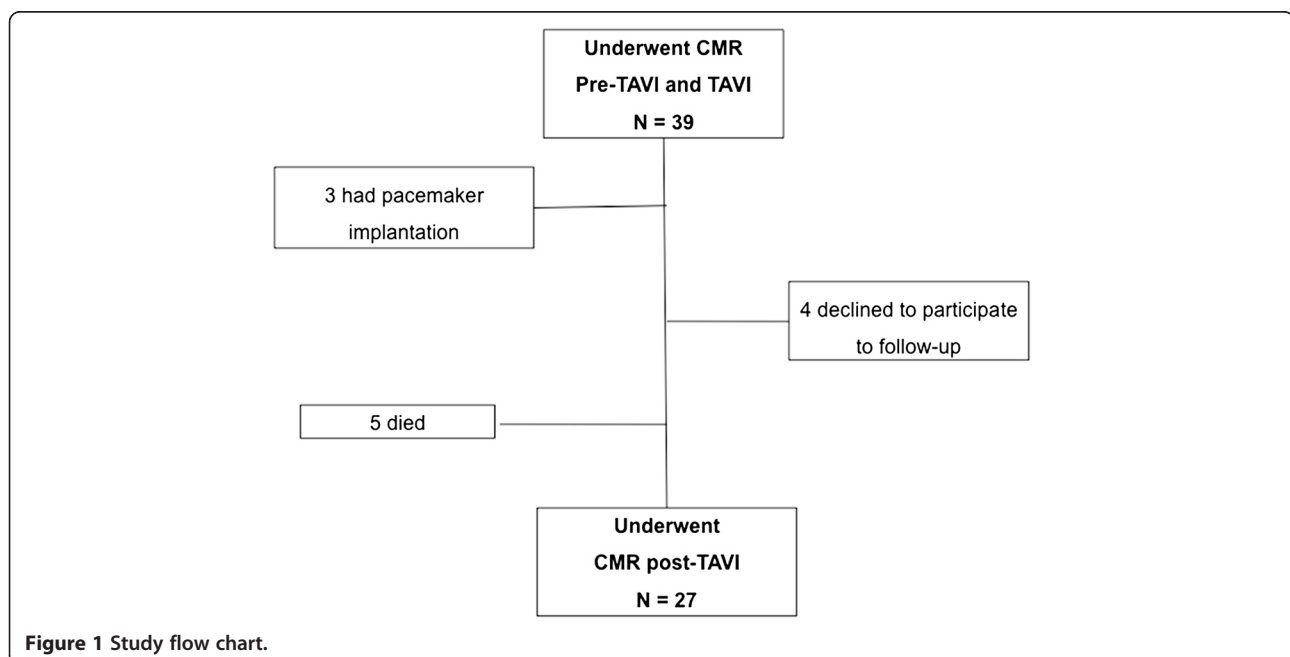 Underwent CMR
Pre-TAVI and TAVI
N = 39
3 had pacemaker
implantation
4 declined to participate
to follow-up
5 died
Underwent
CMR post-TAVI
N = 27
Figure 1 Study flow chart.